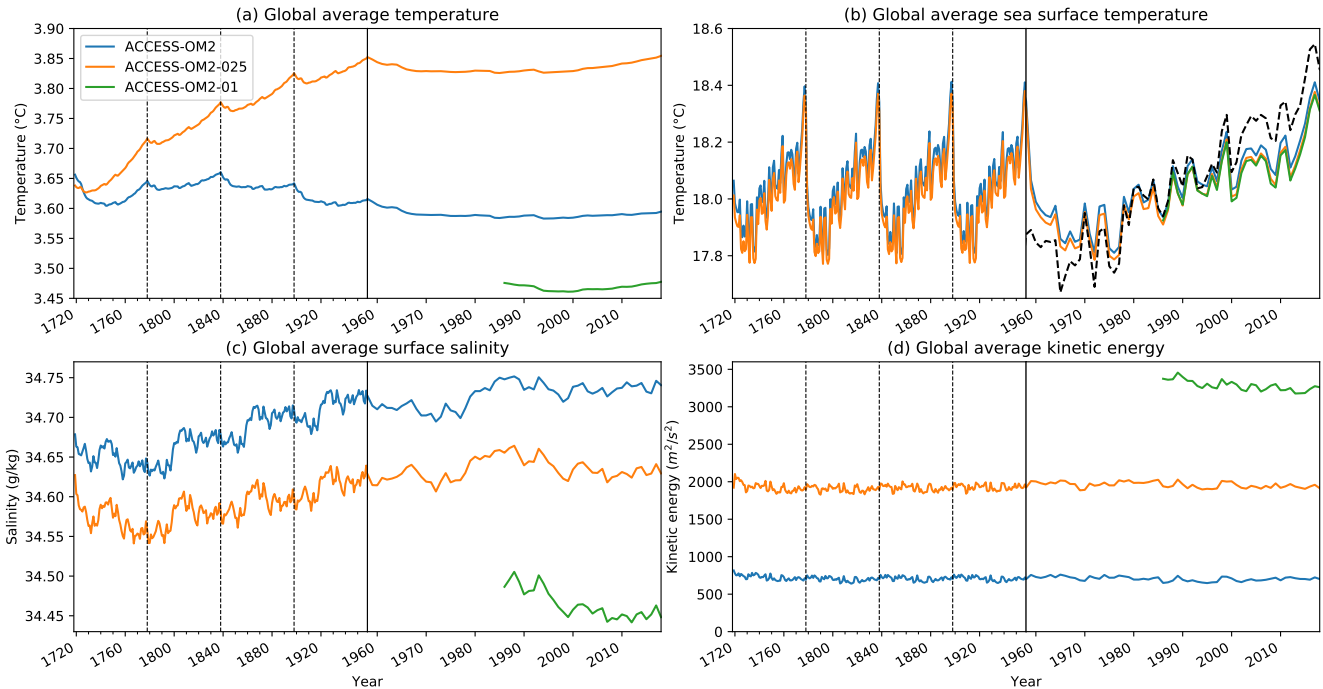 (a) Global average temperature
3.90
3.85
3.80
3.75
3.70
3.65
3.60
3.55
3.50
3.45
Temperature (°C)
ACCESS-OM2
ACCESS-OM2-025
ACCESS-OM2-01
1720 1760 1800 1840 1880 1920 1960 1970 1980 1990 2000 2010
(b) Global average sea surface temperature
18.6
18.4
18.2
18.0
17.8
Temperature (°C)
1720 1760 1800 1840 1880 1920 1960 1970 1980 1990 2000 2010
(c) Global average surface salinity
34.75
34.70
34.65
34.60
34.55
34.50
34.45
Salinity (g/kg)
1720 1760 1800 1840 1880 1920 1960 1970 1980 1990 2000 2010
Year
(d) Global average kinetic energy
3500
3000
2500
2000
1500
1000
500
0
Kinetic energy (m²/s²)
1720 1760 1800 1840 1880 1920 1960 1970 1980 1990 2000 2010
Year